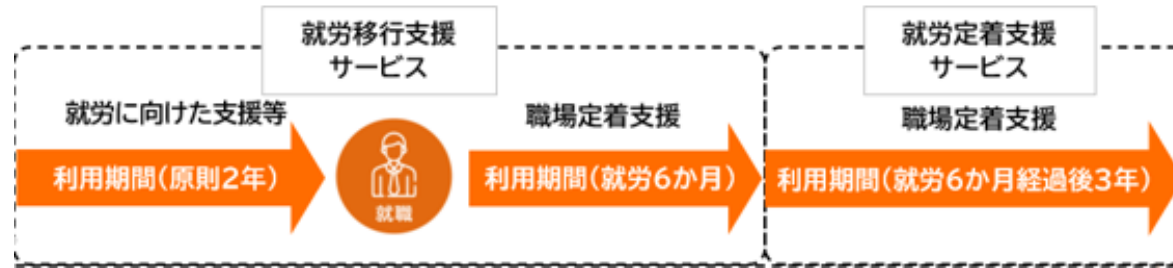 就労移行支援
サービス
就労定着支援
サービス
就労に向けた支援等
職場定着支援
職場定着支援
利用期間(原則2年)
就職
利用期間(就労6か月)
利用期間(就労6か月経過後3年)